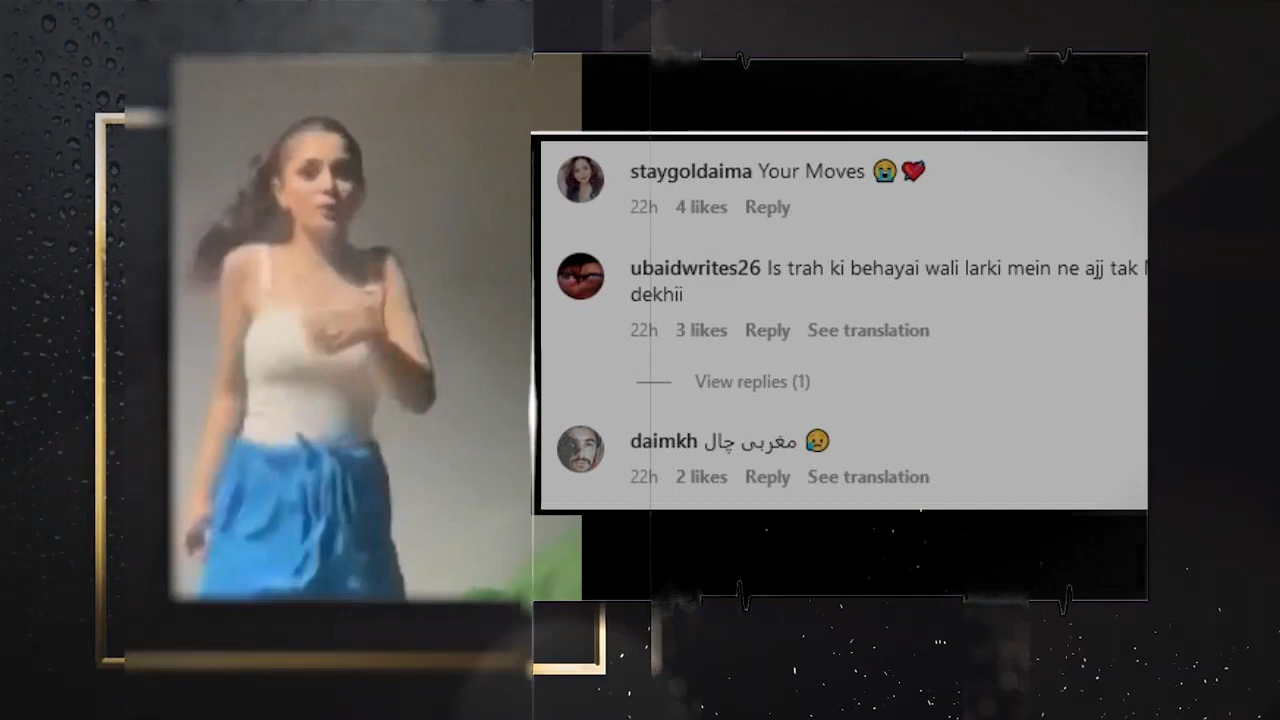 staygoldaima Your Moves 😭💘
22h 4 likes Reply
ubaidwrites26 Is trah ki behayai wali larki mein ne ajj tak
dekhii
22h 3 likes Reply See translation
View replies (1)
daimkh مغربی چال 😢
22h 2 likes Reply See translation